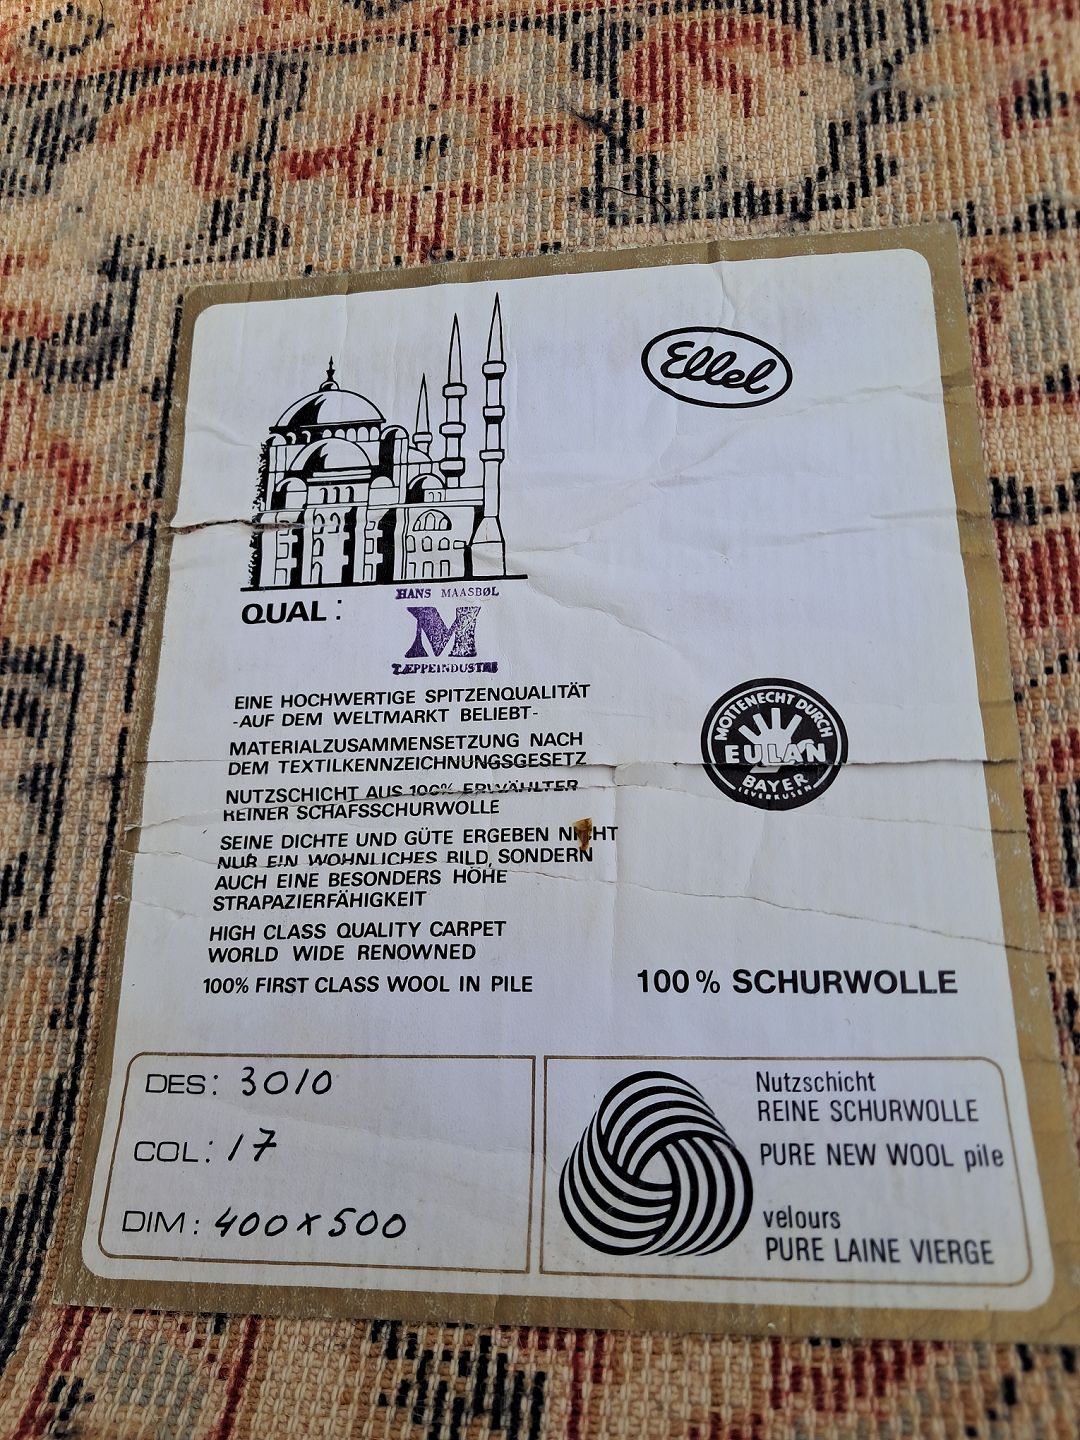 Ellel
QUAL:
HANS MAASBØL
M
TÆPPEINDUSTRI
EINE HOCHWERTIGE SPITZENQUALITÄT
-AUF DEM WELTMARKT BELIEBT-
MATERIALZUSAMMENSETZUNG NACH
DEM TEXTILKENNZEICHNUNGSGESETZ
NUTZSCHICHT AUS 100% ERWÄHLTER
REINER SCHAFSSCHURWOLLE
SEINE DICHTE UND GÜTE ERGEBEN NICHT
NUR EIN WOHNLICHES BILD, SONDERN
AUCH EINE BESONDERS HÖHE
STRAPAZIERFÄHIGKEIT
HIGH CLASS QUALITY CARPET
WORLD WIDE RENOWNED
100% FIRST CLASS WOOL IN PILE
MOTTENECHT DURCH
EULAN
BAYER
LEVERKUSEN
100% SCHURWOLLE
DES: 3010
COL: 17
DIM: 400x500
Nutzschicht
REINE SCHURWOLLE
PURE NEW WOOL pile
velours
PURE LAINE VIERGE